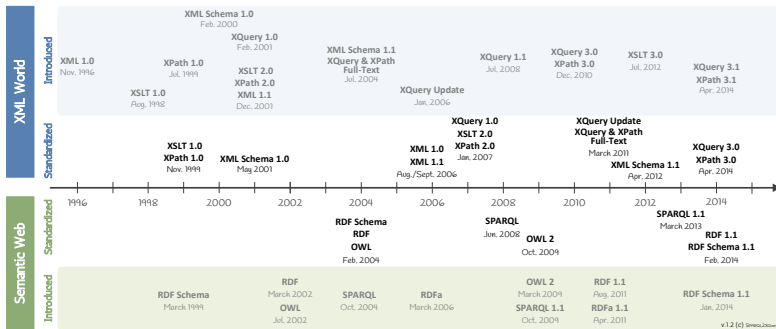 XML World
Introduced
XML 1.0
Nov. 1996
XSLT 1.0
Aug. 1998
XPath 1.0
Jul. 1999
XML Schema 1.0
Feb. 2000
XQuery 1.0
Feb. 2001
XSLT 2.0
XPath 2.0
XML 1.1
Dec. 2001
XML Schema 1.1
XQuery & XPath
Full-Text
Jul. 2004
XQuery Update
Jan. 2006
XQuery 1.1
Jul. 2008
XQuery 3.0
XPath 3.0
Dec. 2010
XSLT 3.0
Jul. 2012
XQuery 3.1
XPath 3.1
Apr. 2014
Standardized
XSLT 1.0
XPath 1.0
Nov. 1999
XML Schema 1.0
May 2001
XML 1.0
XML 1.1
Aug./Sept. 2006
XQuery 1.0
XSLT 2.0
XPath 2.0
Jan. 2007
XQuery Update
XQuery & XPath
Full-Text
March 2011
XML Schema 1.1
Apr. 2012
XQuery 3.0
XPath 3.0
Apr. 2014
1996
1998
2000
2002
2004
2006
2008
2010
2012
2014
Semantic Web
Standardized
RDF Schema
RDF
OWL
Feb. 2004
SPARQL
Jan. 2008
OWL 2
Oct. 2009
SPARQL 1.1
March 2013
RDF 1.1
RDF Schema 1.1
Feb. 2014
Introduced
RDF Schema
March 1999
RDF
March 2002
OWL
Jul. 2002
SPARQL
Oct. 2004
RDFa
March 2006
OWL 2
March 2009
SPARQL 1.1
Oct. 2009
RDF 1.1
Aug. 2011
RDFa 1.1
Apr. 2011
RDF Schema 1.1
Jan. 2014
v.1.2 (c)